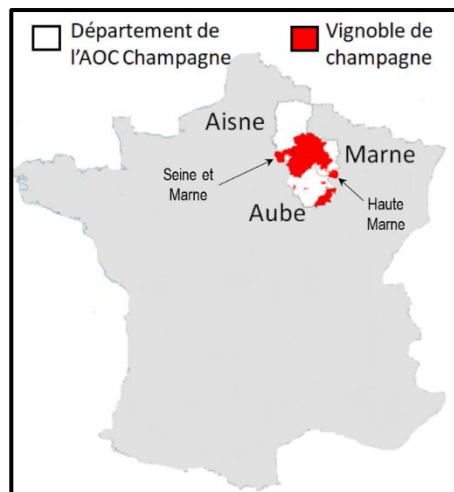 Département de
l'AOC Champagne
Vignoble de
champagne
Aisne
Marne
Seine et
Marne
Haute
Marne
Aube